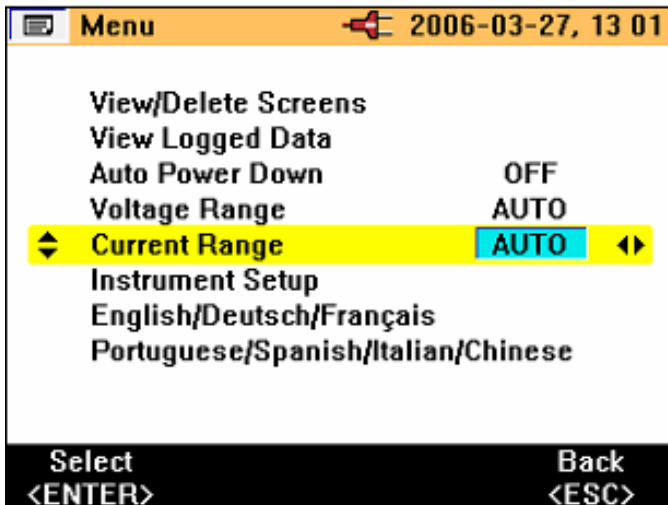 Menu 2006-03-27, 13 01
View/Delete Screens
View Logged Data
Auto Power Down OFF
Voltage Range AUTO
Current Range AUTO
Instrument Setup
English/Deutsch/Français
Portuguese/Spanish/Italian/Chinese
Select Back
<ENTER> <ESC>